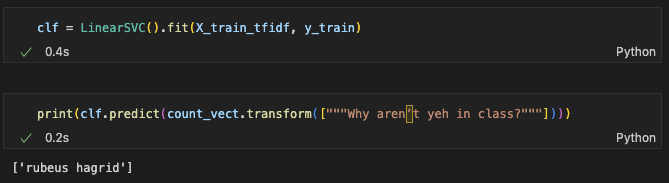 clf = LinearSVC().fit(X_train_tfidf, y_train)
0.4s Python
print(clf.predict(count_vect.transform(["""Why aren’t yeh in class?"""])))
0.2s Python
['rubeus hagrid']